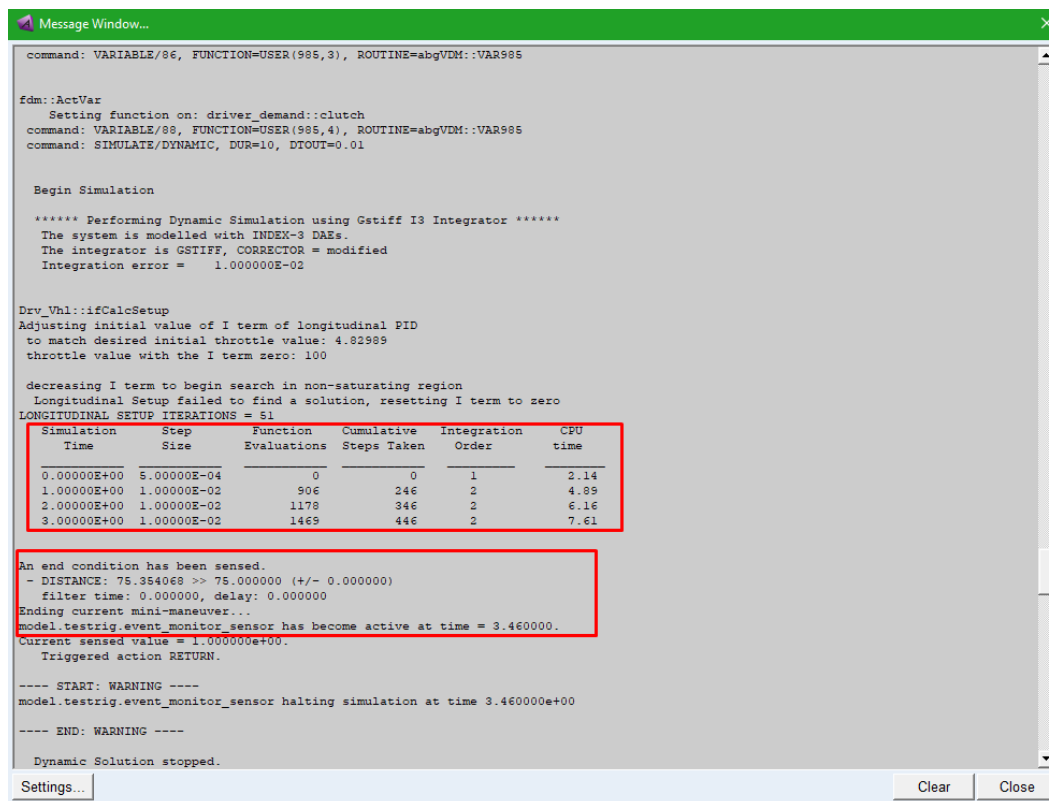 Message Window...
command: VARIABLE/86, FUNCTION=USER(985,3), ROUTINE=abgVDM::VAR985
fdm::ActVar
Setting function on: driver_demand::clutch
command: VARIABLE/88, FUNCTION=USER(985,4), ROUTINE=abgVDM::VAR985
command: SIMULATE/DYNAMIC, DUR=10, DTOUT=0.01
Begin Simulation
****** Performing Dynamic Simulation using Gstiff I3 Integrator ******
The system is modelled with INDEX-3 DAEs.
The integrator is GSTIFF, CORRECTOR = modified
Integration error = 1.000000E-02
Drv_Vhl::ifCalcSetup
Adjusting initial value of I term of longitudinal PID
to match desired initial throttle value: 4.82989
throttle value with the I term zero: 100
decreasing I term to begin search in non-saturating region
Longitudinal Setup failed to find a solution, resetting I term to zero
LONGITUDINAL SETUP ITERATIONS = 51
Simulation Step Function Cumulative Integration CPU
Time Size Evaluations Steps Taken Order time
0.00000E+00 5.00000E-04 0 0 1 2.14
1.00000E+00 1.00000E-02 906 246 2 4.89
2.00000E+00 1.00000E-02 1178 346 2 6.16
3.00000E+00 1.00000E-02 1469 446 2 7.61
An end condition has been sensed.
- DISTANCE: 75.354068 >> 75.000000 (+/- 0.000000)
filter time: 0.000000, delay: 0.000000
Ending current mini-maneuver...
model.testrig.event_monitor_sensor has become active at time = 3.460000.
Current sensed value = 1.000000e+00.
Triggered action RETURN.
---- START: WARNING ----
model.testrig.event_monitor_sensor halting simulation at time 3.460000e+00
---- END: WARNING ----
Dynamic Solution stopped.
Settings... Clear Close